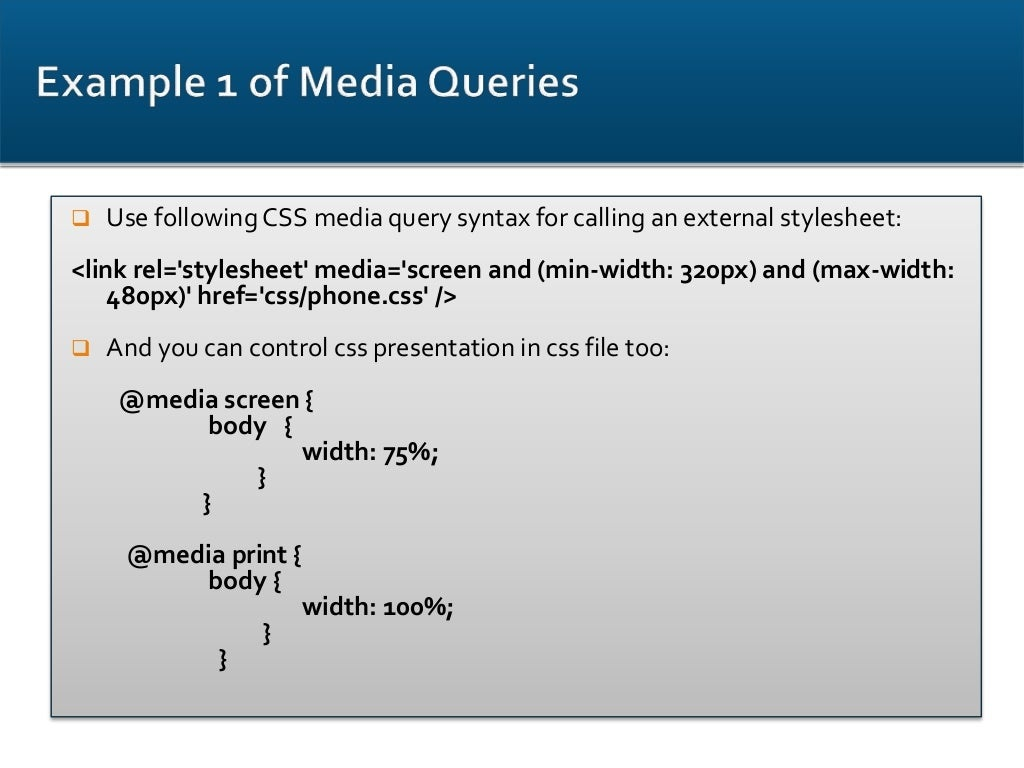 Example 1 of Media Queries
Use following CSS media query syntax for calling an external stylesheet:
<link rel='stylesheet' media='screen and (min-width: 320px) and (max-width:
480px)' href='css/phone.css' />
And you can control css presentation in css file too:
@media screen {
body {
width: 75%;
}
}
@media print {
body {
width: 100%;
}
}